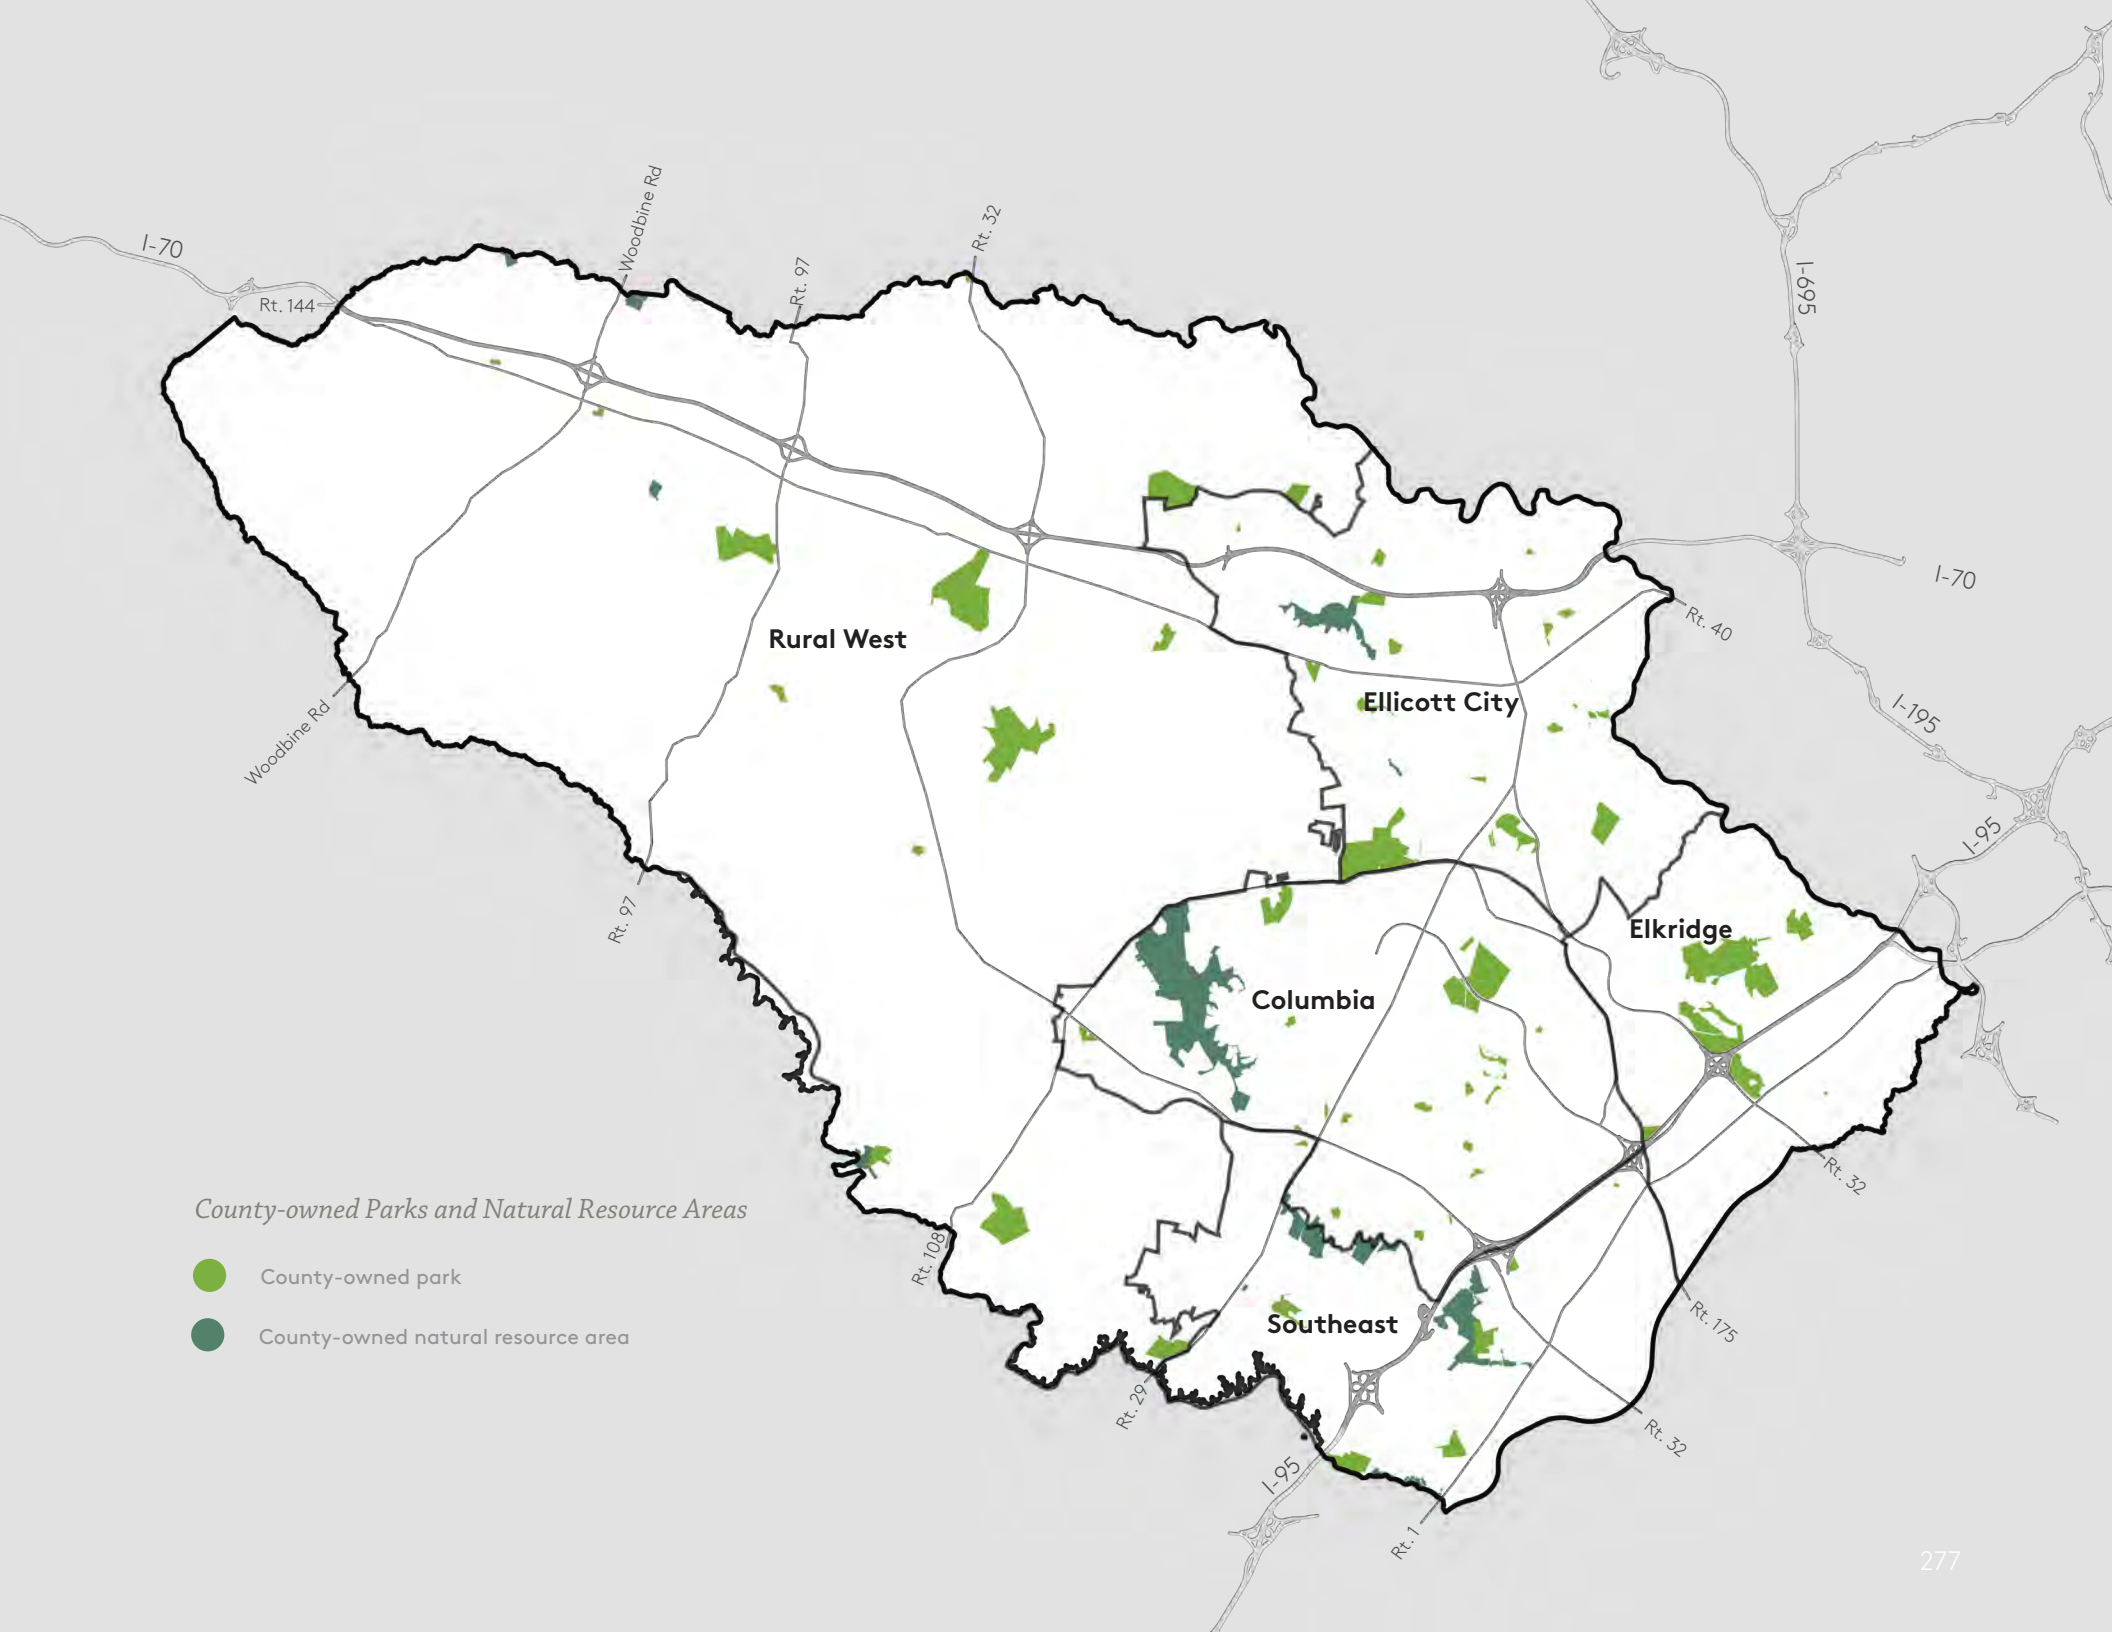 I-70
Rt. 144
Woodbine Rd
Rt. 97
Rt. 32
I-695
I-70
Rt. 40
I-195
I-95
Rural West
Ellicott City
Woodbine Rd
Rt. 97
Elkridge
Columbia
Rt. 32
Rt. 108
Rt. 175
Southeast
Rt. 29
Rt. 32
I-95
Rt. 1
County-owned Parks and Natural Resource Areas
County-owned park
County-owned natural resource area
277